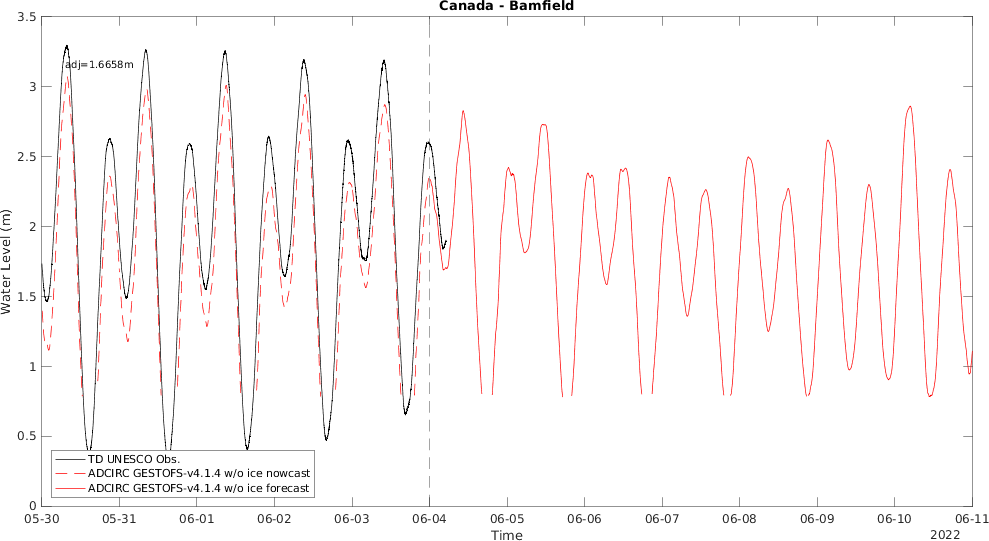 Canada - Bamfield
3.5
adj=1.6658m
3
2.5
2
Water Level (m)
1.5
1
0.5
TD UNESCO Obs.
ADCIRC GESTOFS-v4.1.4 w/o ice nowcast
ADCIRC GESTOFS-v4.1.4 w/o ice forecast
0
05-30 05-31 06-01 06-02 06-03 06-04 06-05 06-06 06-07 06-08 06-09 06-10 06-11
Time
2022